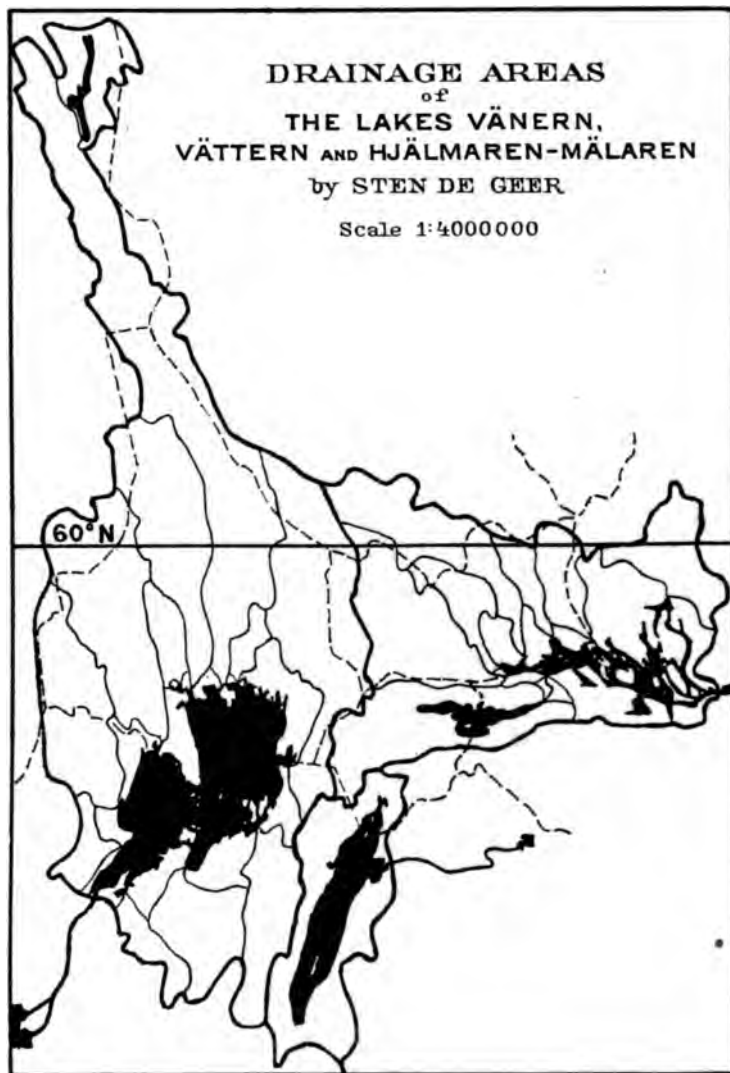 DRAINAGE AREAS
of
THE LAKES VÄNERN,
VÄTTERN AND HJÄLMAREN-MÄLAREN
by STEN DE GEER
Scale 1:4000000
60°N